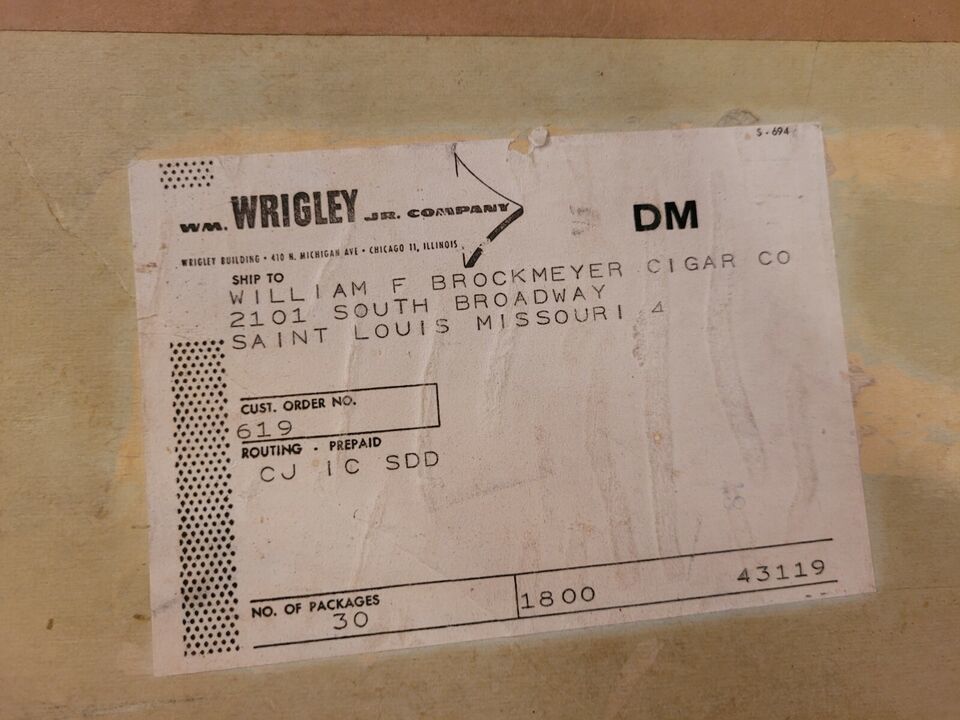 S-694
WM. WRIGLEY JR. COMPANY
DM
WRIGLEY BUILDING • 410 N. MICHIGAN AVE • CHICAGO 11, ILLINOIS
SHIP TO
WILLIAM F BROCKMEYER CIGAR CO
2101 SOUTH BROADWAY
SAINT LOUIS MISSOURI 4
CUST. ORDER NO.
619
ROUTING - PREPAID
CJ IC SDD
NO. OF PACKAGES
30
1800
43119